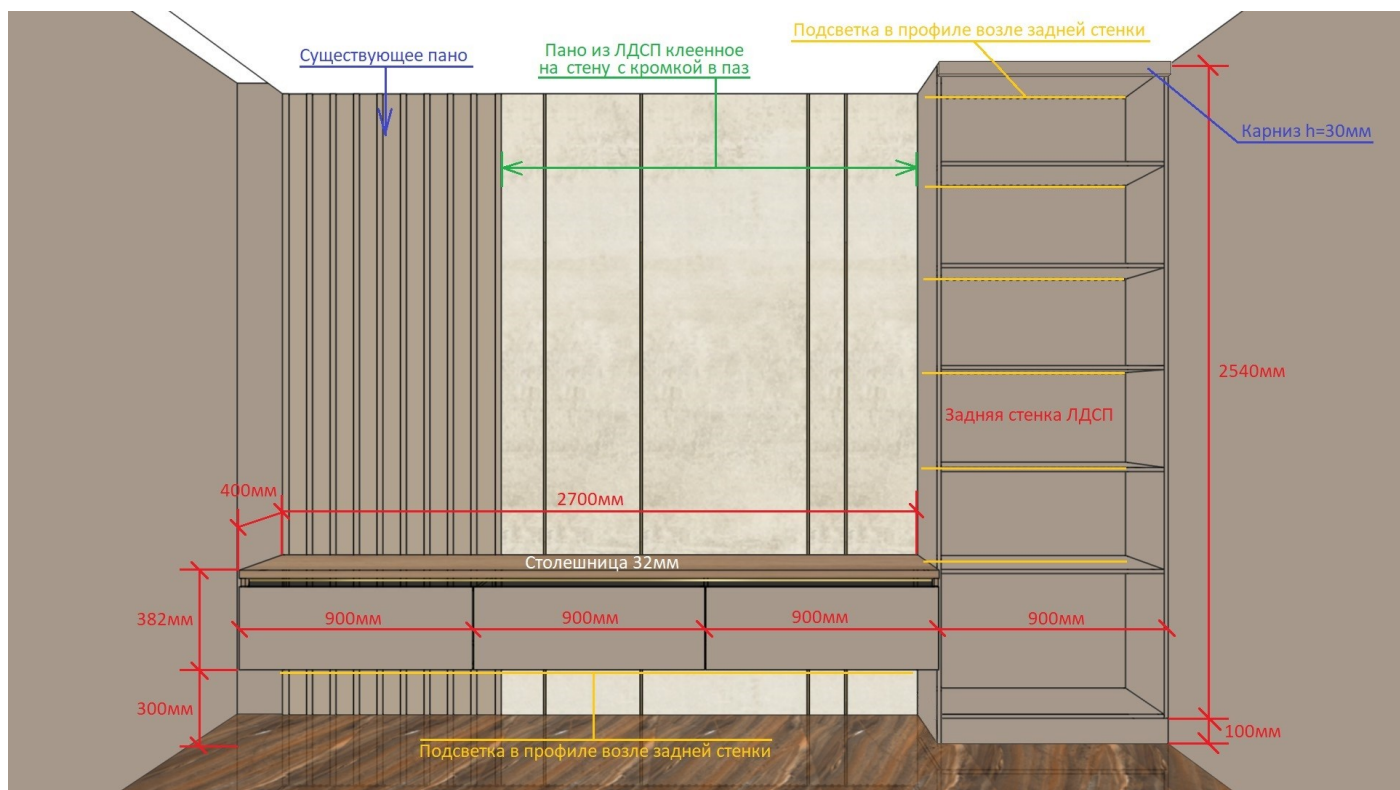 Подсветка в профиле возле задней стенки
Существующее пано
Пано из ЛДСП клеенное
на стену с кромкой в паз
Карниз h=30мм
2540мм
Задняя стенка ЛДСП
400мм
2700мм
Столешница 32мм
382мм
900мм
900мм
900мм
900мм
300мм
100мм
Подсветка в профиле возле задней стенки